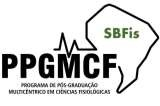 SBFis
PPGMCF
PROGRAMA DE PÓS-GRADUAÇÃO
MULTICÊNTRICO EM CIÊNCIAS FISIOLÓGICAS